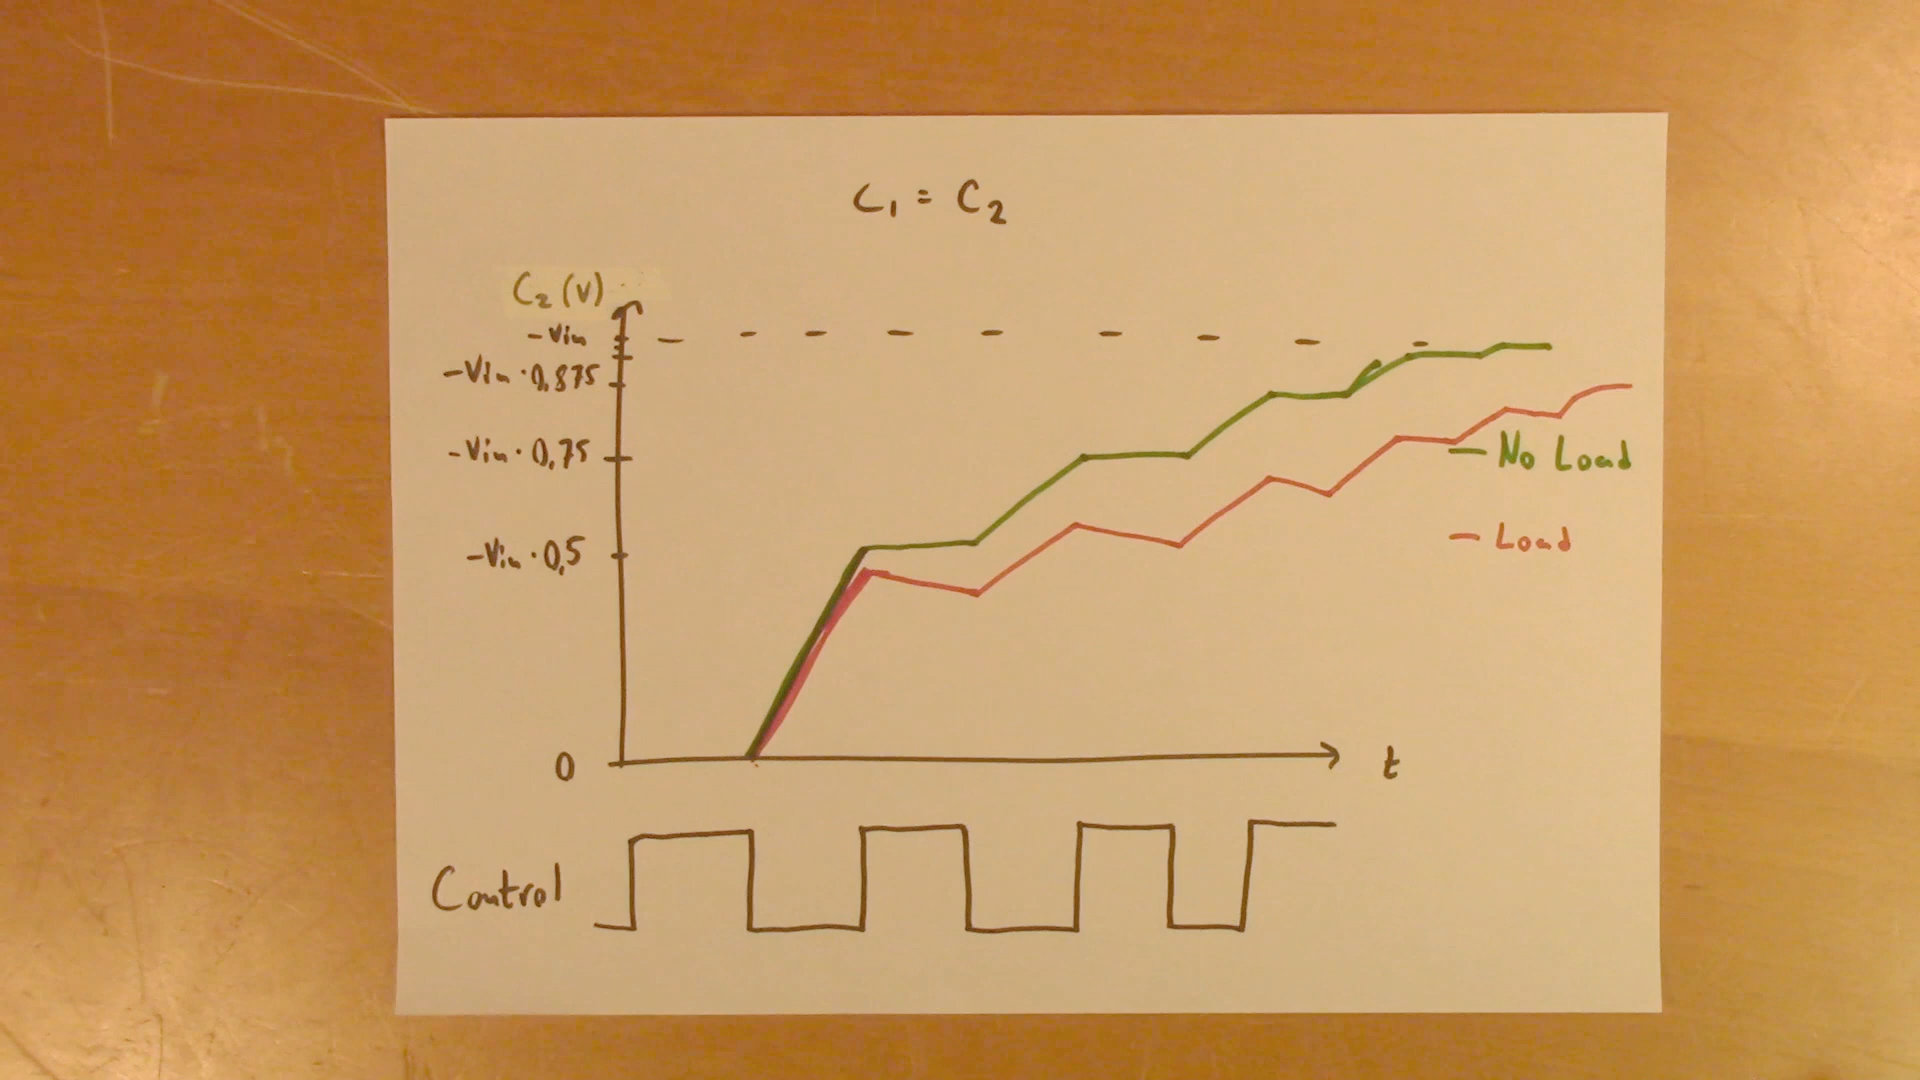 C₁ = C₂
C₂ (V)
-Vin
-Vin · 0,875
-Vin · 0,75
-Vin · 0,5
No Load
Load
0
t
Control